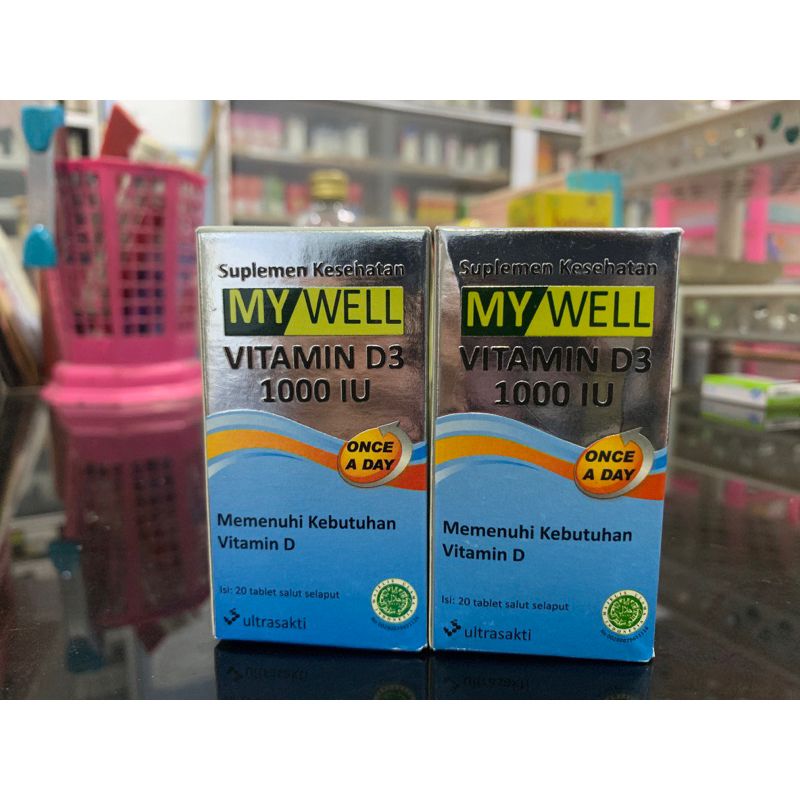 Suplemen Kesehatan
MY WELL
VITAMIN D3
1000 IU
ONCE
A DAY
Memenuhi Kebutuhan
Vitamin D
Isi: 20 tablet salut selaput
ultrasakti
Suplemen Kesehatan
MY WELL
VITAMIN D3
1000 IU
ONCE
A DAY
Memenuhi Kebutuhan
Vitamin D
Isi: 20 tablet salut selaput
ultrasakti